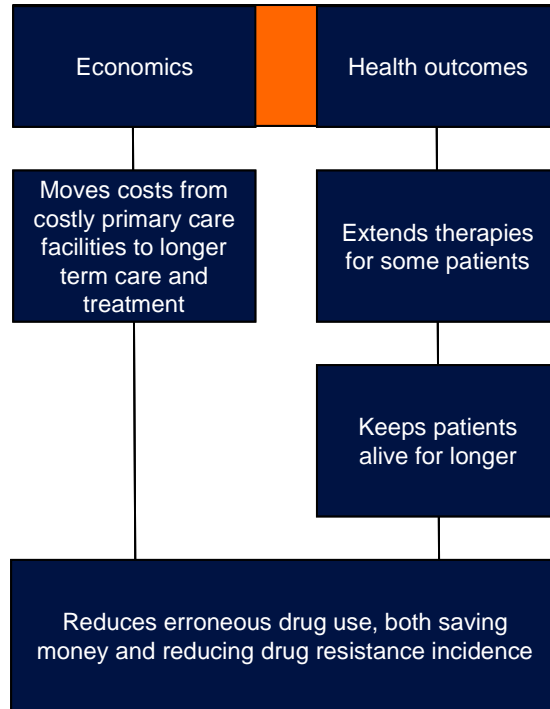 Economics
Health outcomes
Moves costs from
costly primary care
facilities to longer
term care and
treatment
Extends therapies
for some patients
Keeps patients
alive for longer
Reduces erroneous drug use, both saving
money and reducing drug resistance incidence